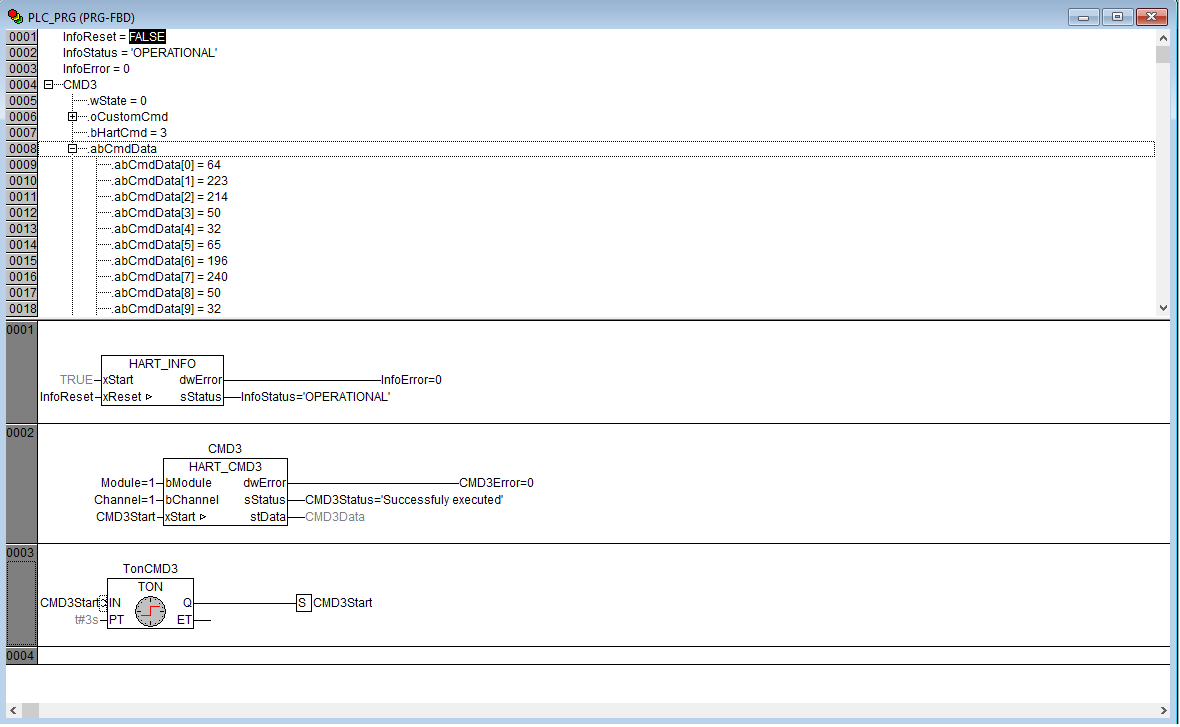 PLC_PRG (PRG-FBD)
0001 InfoReset = FALSE
0002 InfoStatus = 'OPERATIONAL'
0003 InfoError = 0
0004 CMD3
0005 .wState = 0
0006 .oCustomCmd
0007 .bHartCmd = 3
0008 .abCmdData
0009 .abCmdData[0] = 64
0010 .abCmdData[1] = 223
0011 .abCmdData[2] = 214
0012 .abCmdData[3] = 50
0013 .abCmdData[4] = 32
0014 .abCmdData[5] = 65
0015 .abCmdData[6] = 196
0016 .abCmdData[7] = 240
0017 .abCmdData[8] = 50
0018 .abCmdData[9] = 32
0001
HART_INFO
TRUE xStart dwError InfoError=0
InfoReset xReset sStatus InfoStatus='OPERATIONAL'
0002
CMD3
HART_CMD3
Module=1 bModule dwError CMD3Error=0
Channel=1 bChannel sStatus CMD3Status='Successfuly executed'
CMD3Start xStart stData CMD3Data
0003
TonCMD3
TON
CMD3Start IN Q S CMD3Start
t#3s PT ET
0004